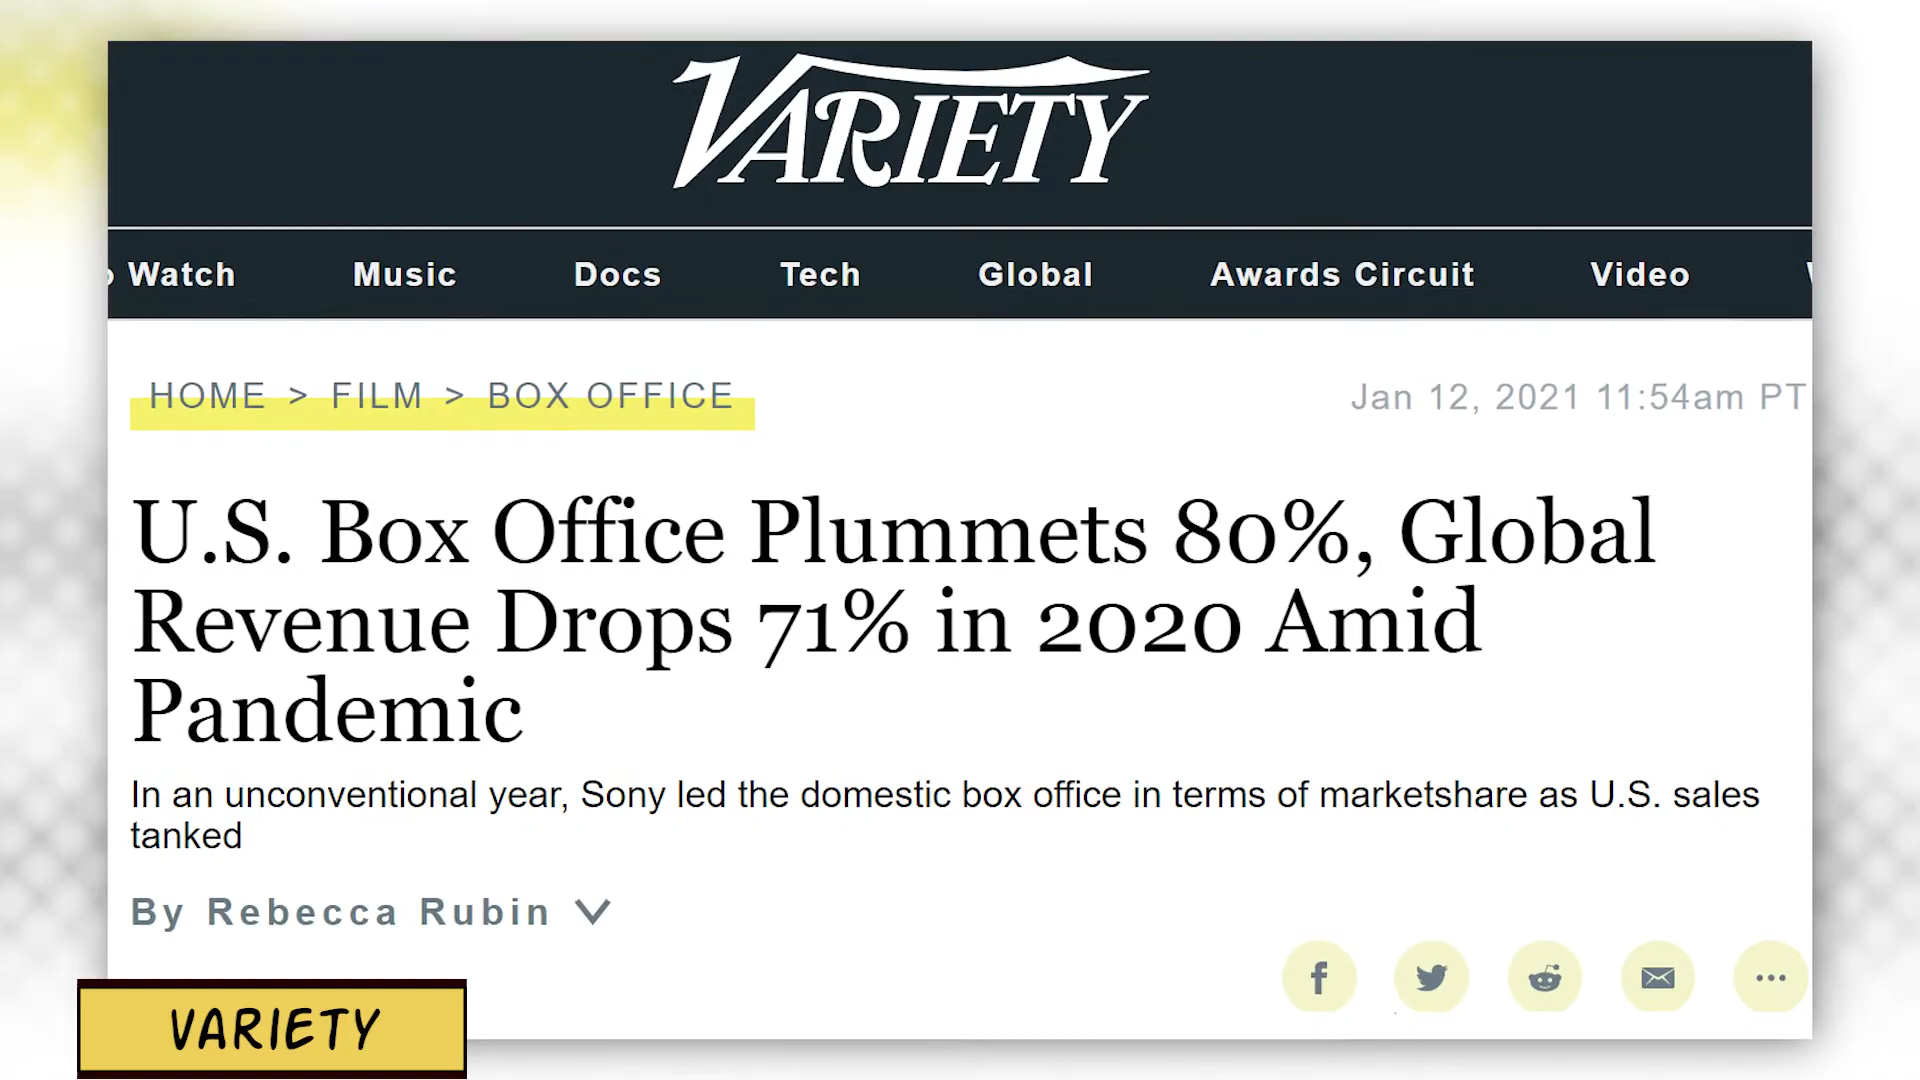 VARIETY
Watch Music Docs Tech Global Awards Circuit Video
HOME > FILM > BOX OFFICE
Jan 12, 2021 11:54am PT
U.S. Box Office Plummets 80%, Global
Revenue Drops 71% in 2020 Amid
Pandemic
In an unconventional year, Sony led the domestic box office in terms of marketshare as U.S. sales
tanked
By Rebecca Rubin
VARIETY